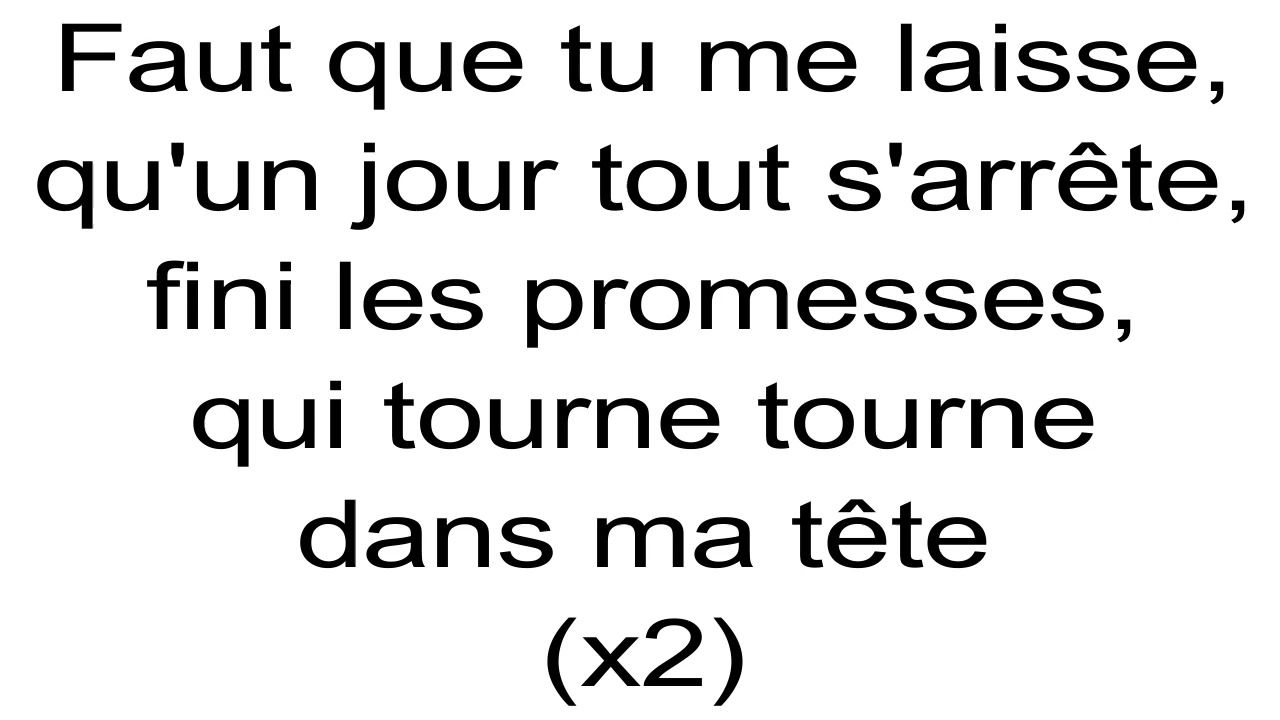 Faut que tu me laisse,
qu'un jour tout s'arrête,
fini les promesses,
qui tourne tourne
dans ma tête
(x2)